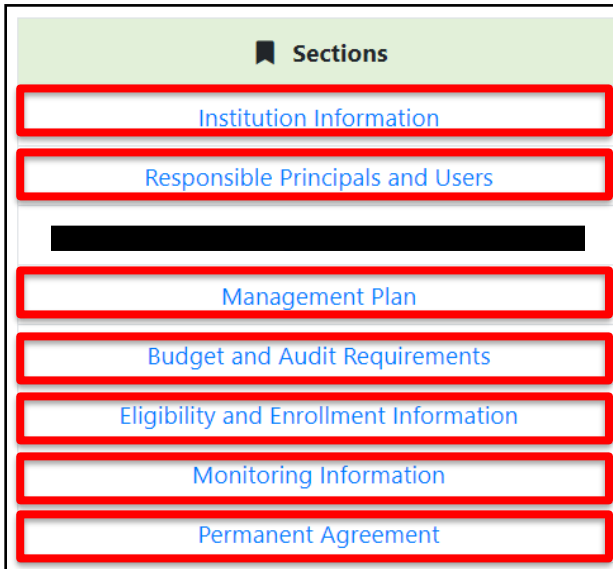 Sections
Institution Information
Responsible Principals and Users
Management Plan
Budget and Audit Requirements
Eligibility and Enrollment Information
Monitoring Information
Permanent Agreement